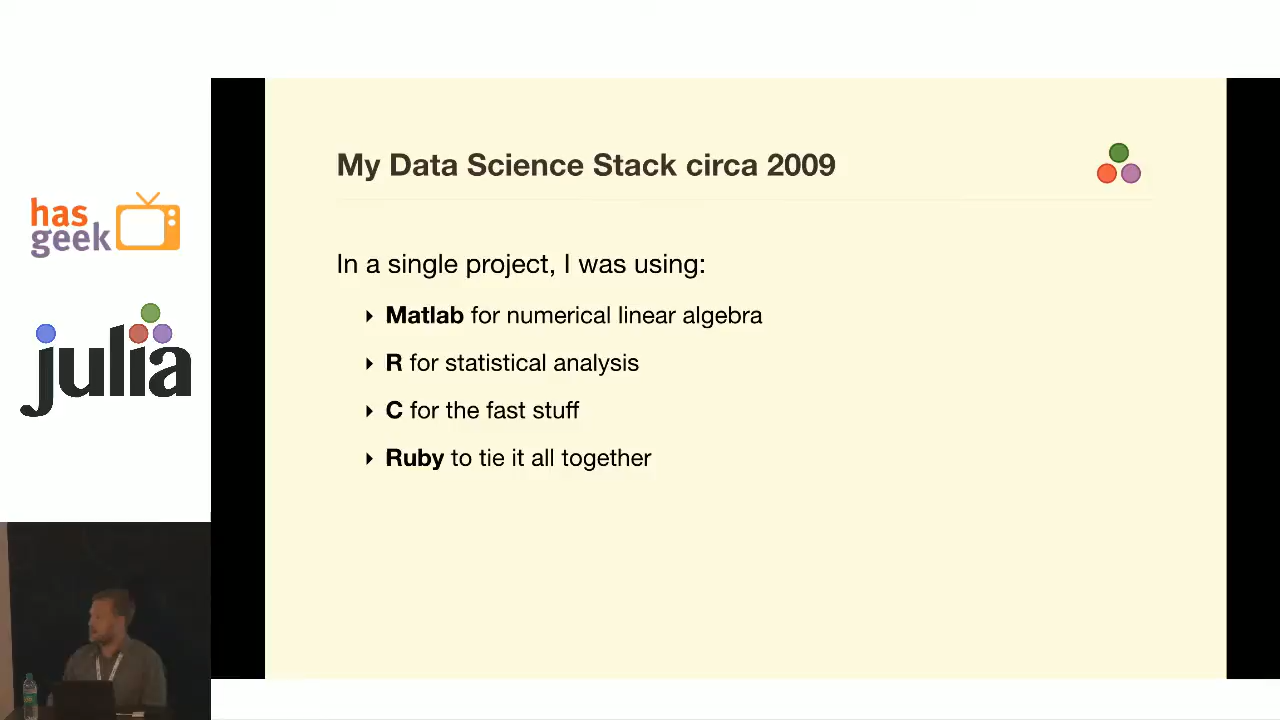 has
geek
julia
My Data Science Stack circa 2009
In a single project, I was using:
Matlab for numerical linear algebra
R for statistical analysis
C for the fast stuff
Ruby to tie it all together